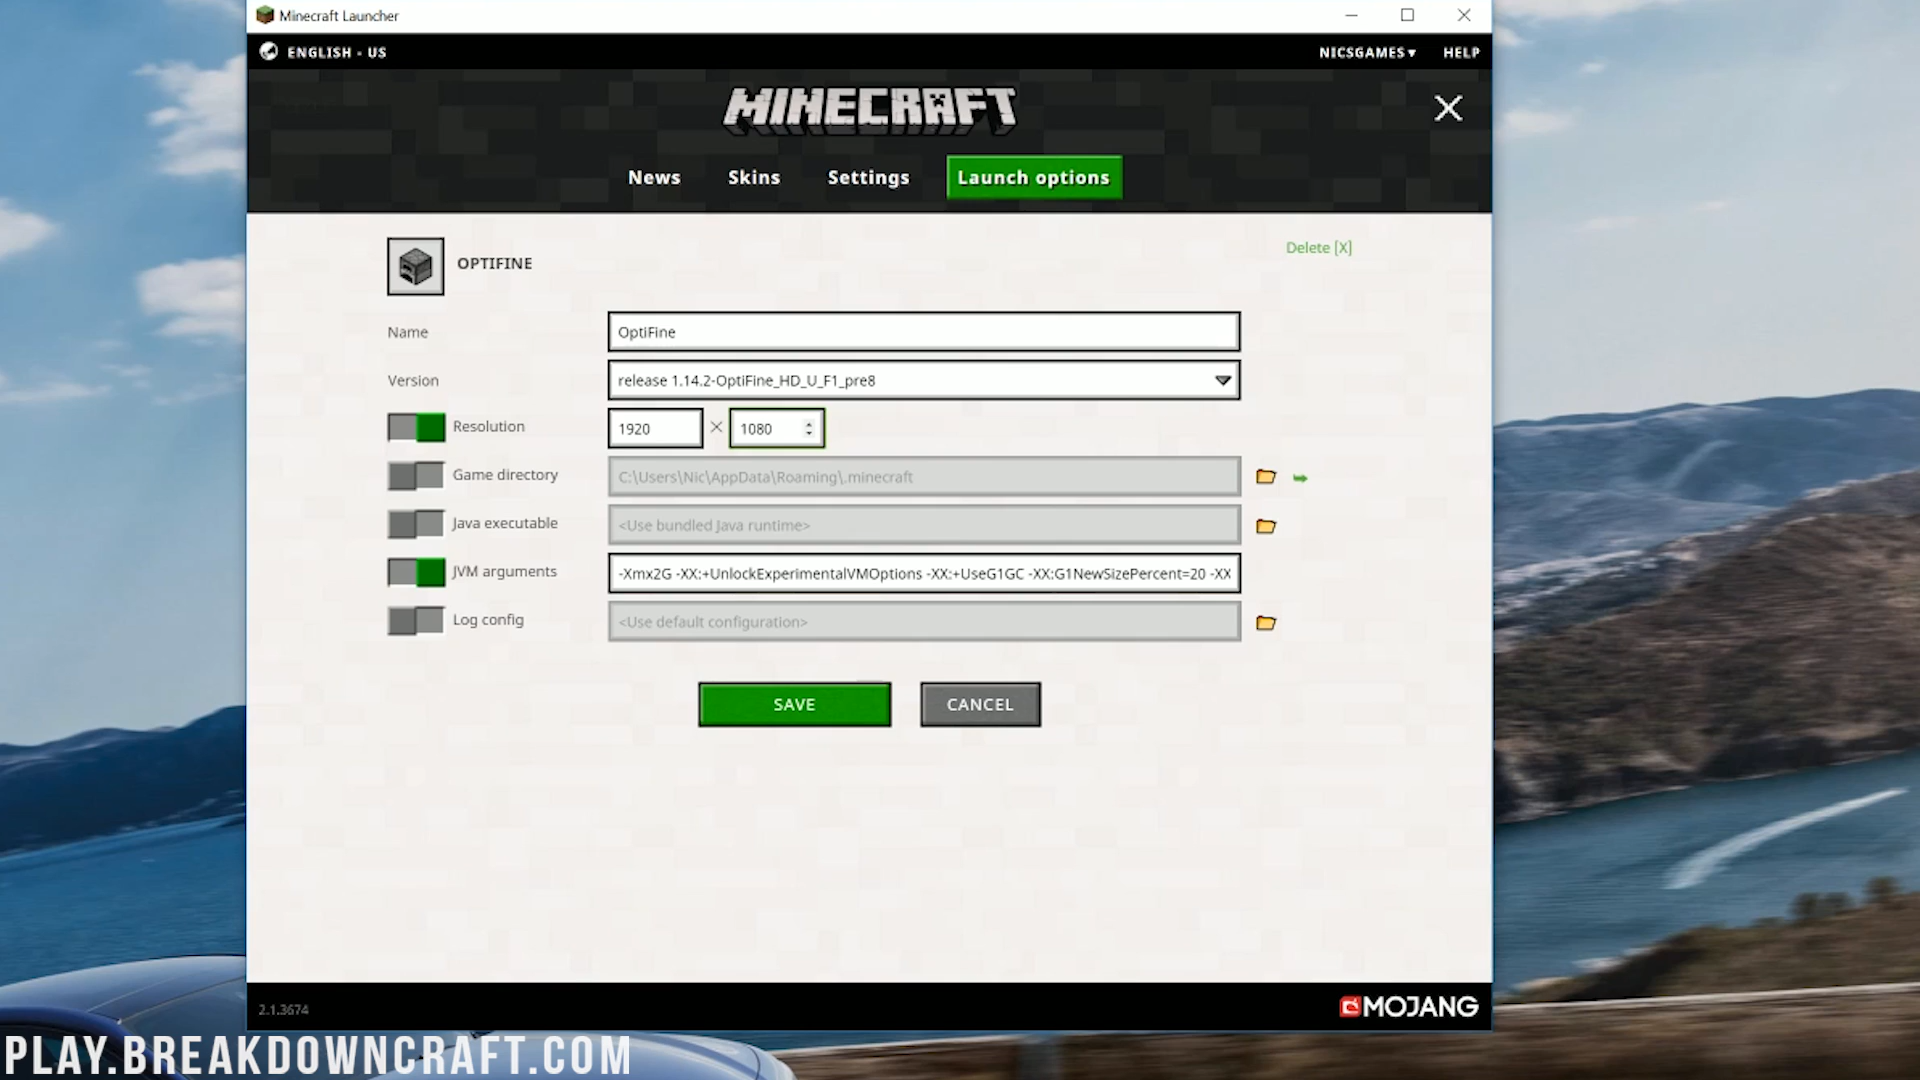 Minecraft Launcher
ENGLISH - US
NICSGAMES▾ HELP
MINECRAFT
News Skins Settings Launch options
OPTIFINE
Delete [X]
Name OptiFine
Version release 1.14.2-OptiFine_HD_U_F1_pre8
Resolution 1920 × 1080
Game directory C:\Users\Nic\AppData\Roaming\.minecraft
Java executable <Use bundled Java runtime>
JVM arguments -Xmx2G -XX:+UnlockExperimentalVMOptions -XX:+UseG1GC -XX:G1NewSizePercent=20 -XX
Log config <Use default configuration>
SAVE CANCEL
2.1.3674
MOJANG
PLAY.BREAKDOWNCRAFT.COM